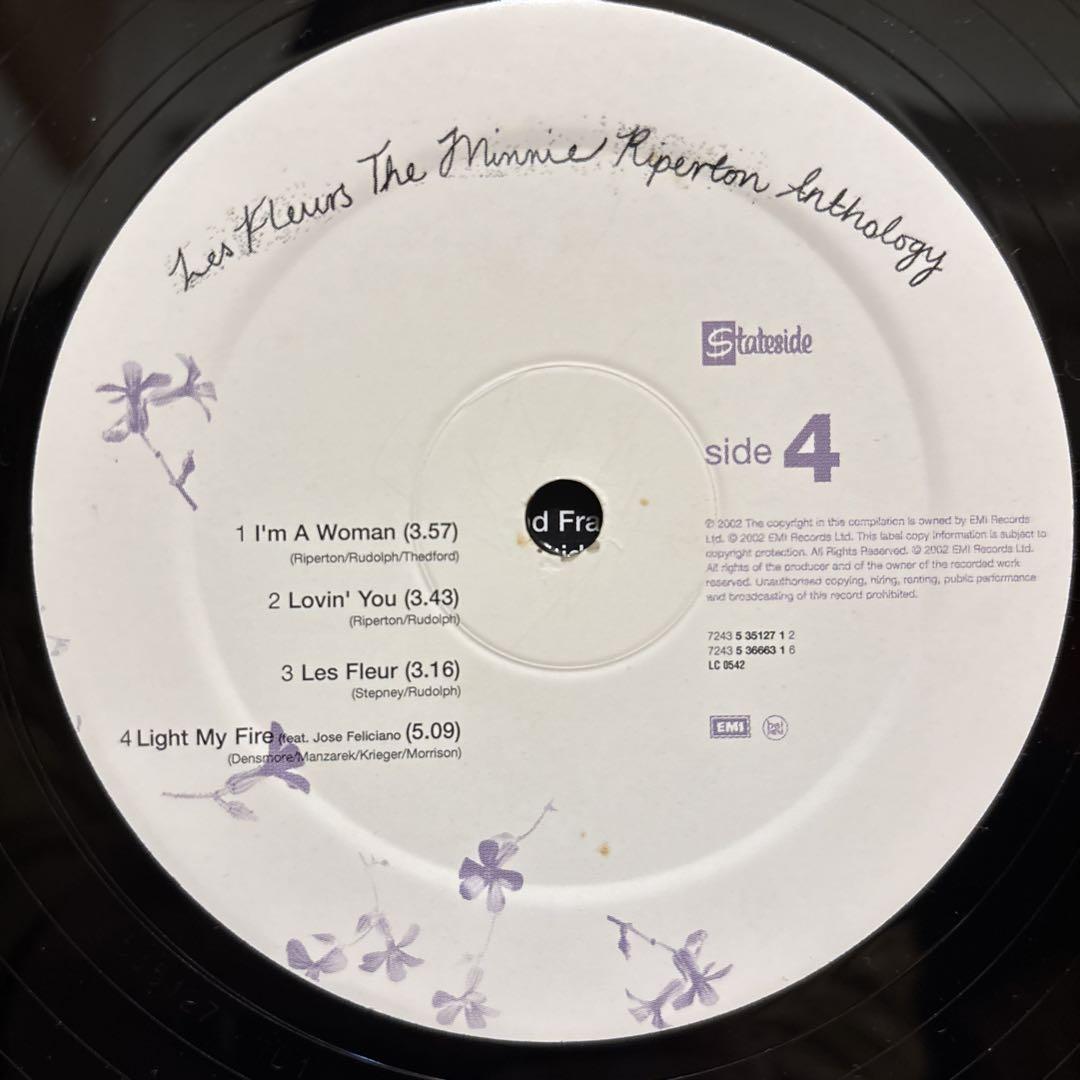 Les Fleurs The Minnie Riperton Anthology
Stateside
side 4
1 I'm A Woman (3.57)
(Riperton/Rudolph/Thedford)
2 Lovin' You (3.43)
(Riperton/Rudolph)
3 Les Fleur (3.16)
(Stepney/Rudolph)
4 Light My Fire (feat. Jose Feliciano (5.09)
(Densmore/Manzarek/Krieger/Morrison)
d Fra
℗ 2002 The copyright in this compilation is owned by EMI Records
Ltd. © 2002 EMI Records Ltd. This label copy information is subject to
copyright protection. All Rights Reserved. © 2002 EMI Records Ltd.
All rights of the producer and of the owner of the recorded work
reserved. Unauthorised copying, hiring, renting, public performance
and broadcasting of this record prohibited.
7243 5 35127 1 2
7243 5 36663 1 6
LC 0542
EMI